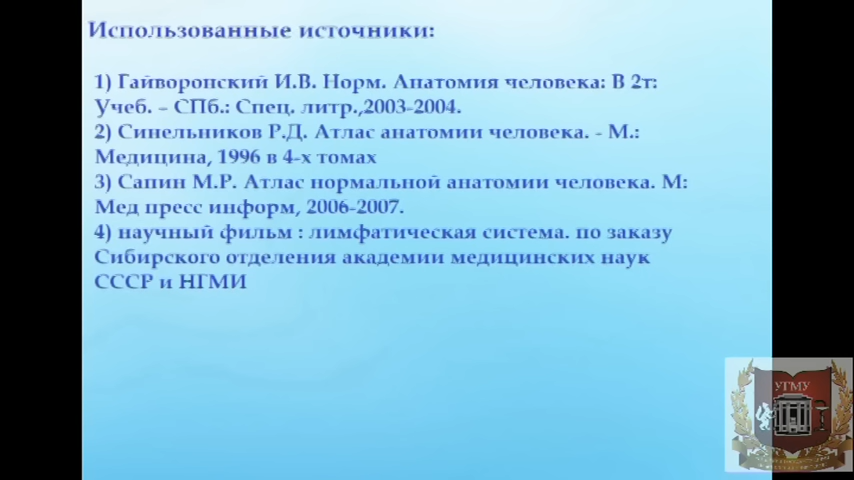 Использованные источники:
1) Гайворонский И.В. Норм. Анатомия человека: В 2т:
Учеб. – СПб.: Спец. литр.,2003-2004.
2) Синельников Р.Д. Атлас анатомии человека. - М.:
Медицина, 1996 в 4-х томах
3) Сапин М.Р. Атлас нормальной анатомии человека. М:
Мед пресс информ, 2006-2007.
4) научный фильм : лимфатическая система. по заказу
Сибирского отделения академии медицинских наук
СССР и НГМИ
УГМУ